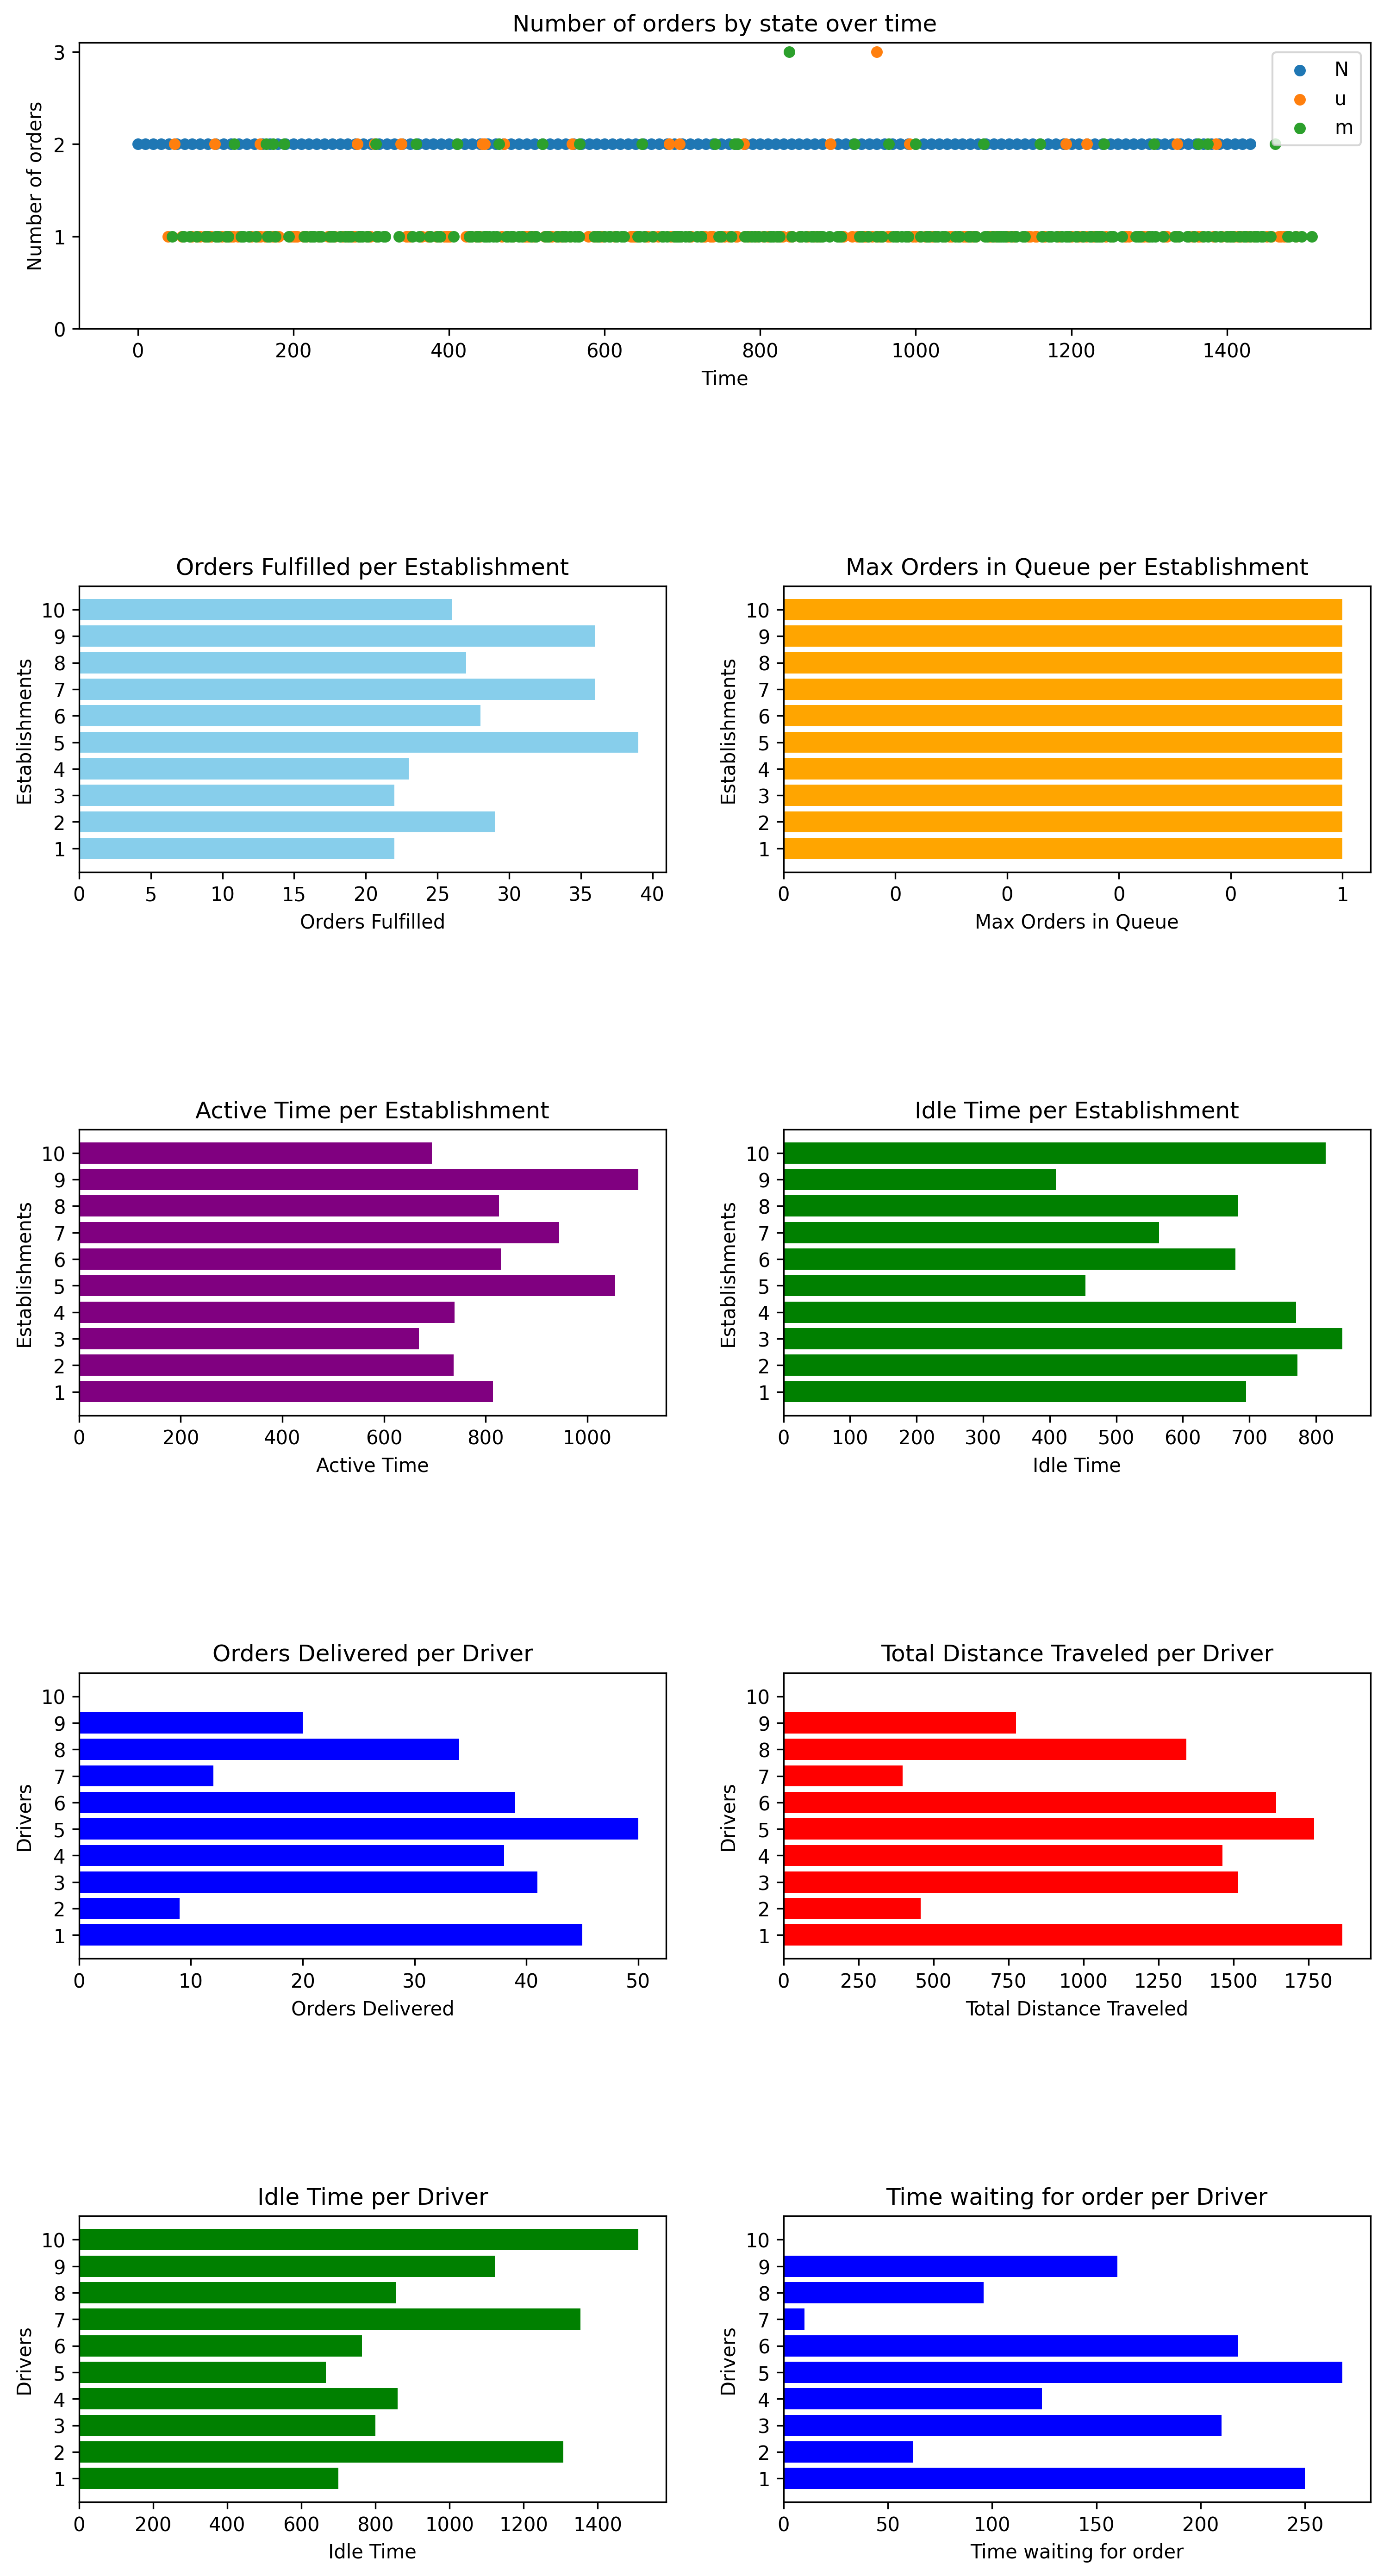 Number of orders by state over time
Number of orders
3
2
1
0
N
u
m
0 200 400 600 800 1000 1200 1400
Time
Orders Fulfilled per Establishment
Establishments
10
9
8
7
6
5
4
3
2
1
0 5 10 15 20 25 30 35 40
Orders Fulfilled
Max Orders in Queue per Establishment
Establishments
10
9
8
7
6
5
4
3
2
1
0 0 0 0 0 1
Max Orders in Queue
Active Time per Establishment
Establishments
10
9
8
7
6
5
4
3
2
1
0 200 400 600 800 1000
Active Time
Idle Time per Establishment
Establishments
10
9
8
7
6
5
4
3
2
1
0 100 200 300 400 500 600 700 800
Idle Time
Orders Delivered per Driver
Drivers
10
9
8
7
6
5
4
3
2
1
0 10 20 30 40 50
Orders Delivered
Total Distance Traveled per Driver
Drivers
10
9
8
7
6
5
4
3
2
1
0 250 500 750 1000 1250 1500 1750
Total Distance Traveled
Idle Time per Driver
Drivers
10
9
8
7
6
5
4
3
2
1
0 200 400 600 800 1000 1200 1400
Idle Time
Time waiting for order per Driver
Drivers
10
9
8
7
6
5
4
3
2
1
0 50 100 150 200 250
Time waiting for order